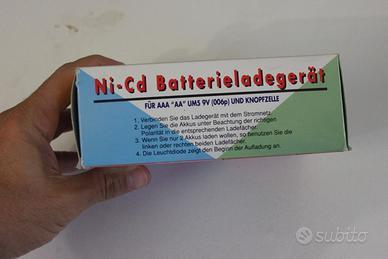 Ni-Cd Batterieladegerät
FÜR AAA "AA" UM5 9V (006p) UND KNOPFZELLE
1. Verbinden Sie das Ladegerät mit dem Stromnetz.
2. Legen Sie die Akkus unter Beachtung der richtigen
Polarität in die entsprechenden Ladefächer.
3. Wenn Sie nur 2 Akkus laden wollen, so benutzen Sie die
linken oder rechten beiden Ladefächer.
4. Die Leuchtdiode zeigt den Beginn der Aufladung an.
subito